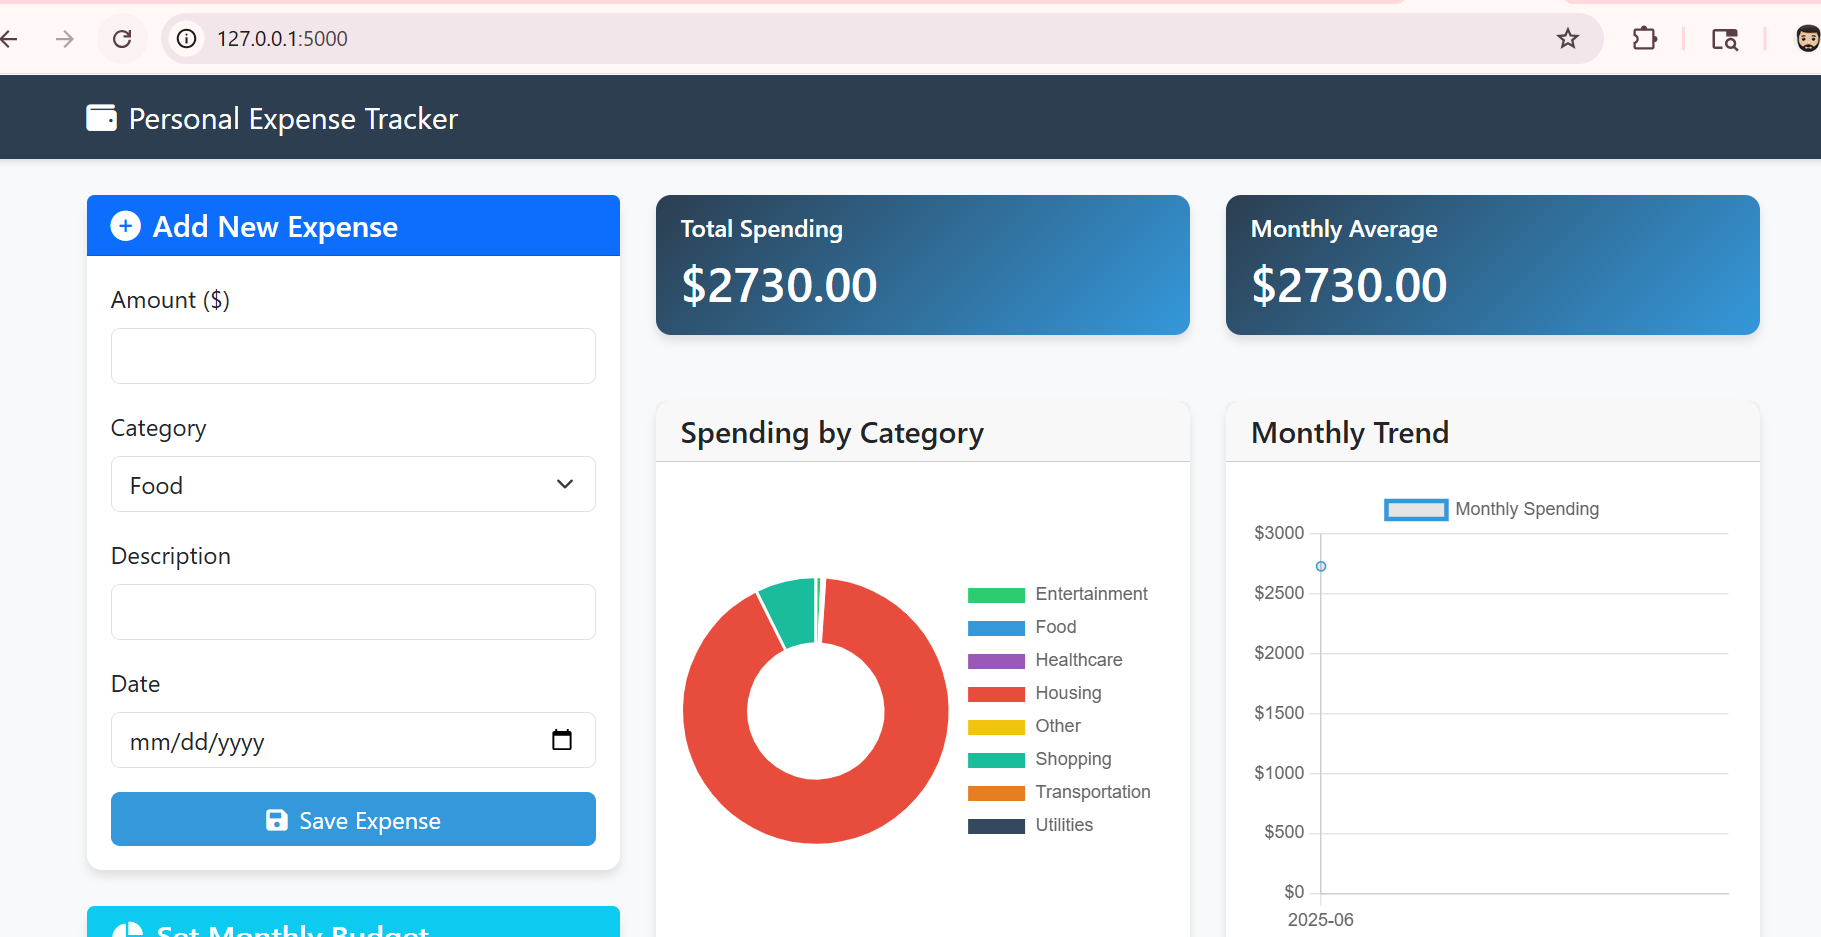 127.0.0.1:5000
Personal Expense Tracker
Add New Expense
Amount ($)
Category
Food
Description
Date
mm/dd/yyyy
Save Expense
Set Monthly Budget
Total Spending
$2730.00
Monthly Average
$2730.00
Spending by Category
Entertainment
Food
Healthcare
Housing
Other
Shopping
Transportation
Utilities
Monthly Trend
Monthly Spending
$3000
$2500
$2000
$1500
$1000
$500
$0
2025-06